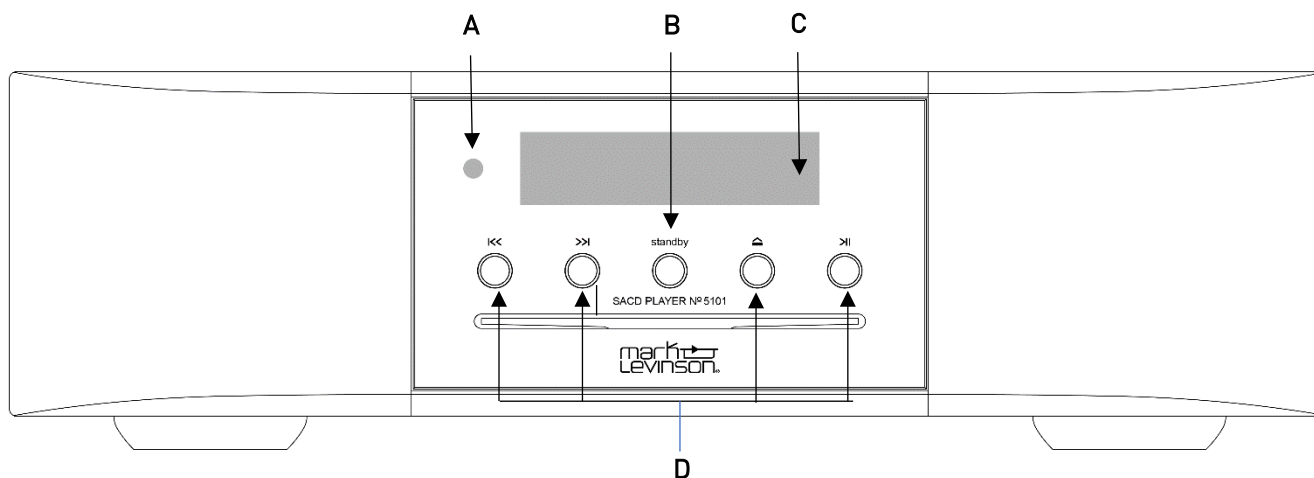 A B C
standby
SACD PLAYER Nº 5101
mark
Levinson®
D